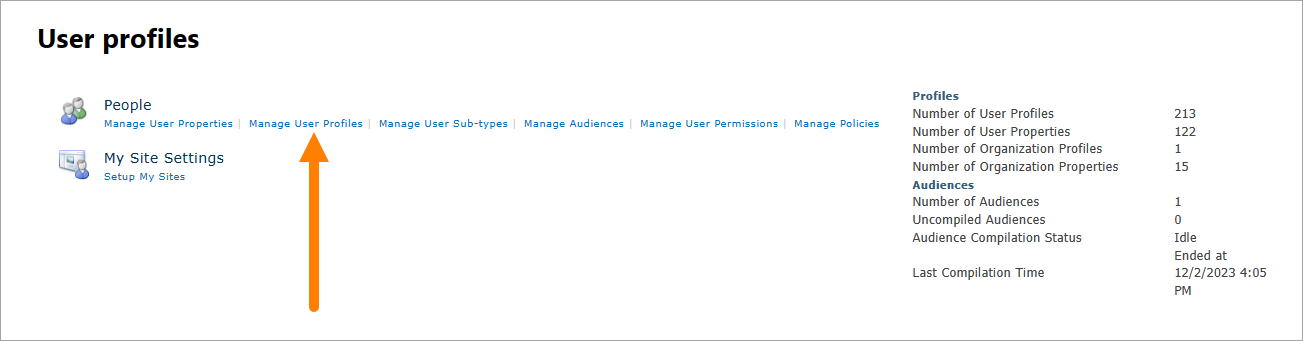 User profiles
People
Manage User Properties | Manage User Profiles | Manage User Sub-types | Manage Audiences | Manage User Permissions | Manage Policies
My Site Settings
Setup My Sites
Profiles
Number of User Profiles 213
Number of User Properties 122
Number of Organization Profiles 1
Number of Organization Properties 15
Audiences
Number of Audiences 1
Uncompiled Audiences 0
Audience Compilation Status Idle
Last Compilation Time Ended at
12/2/2023 4:05
PM